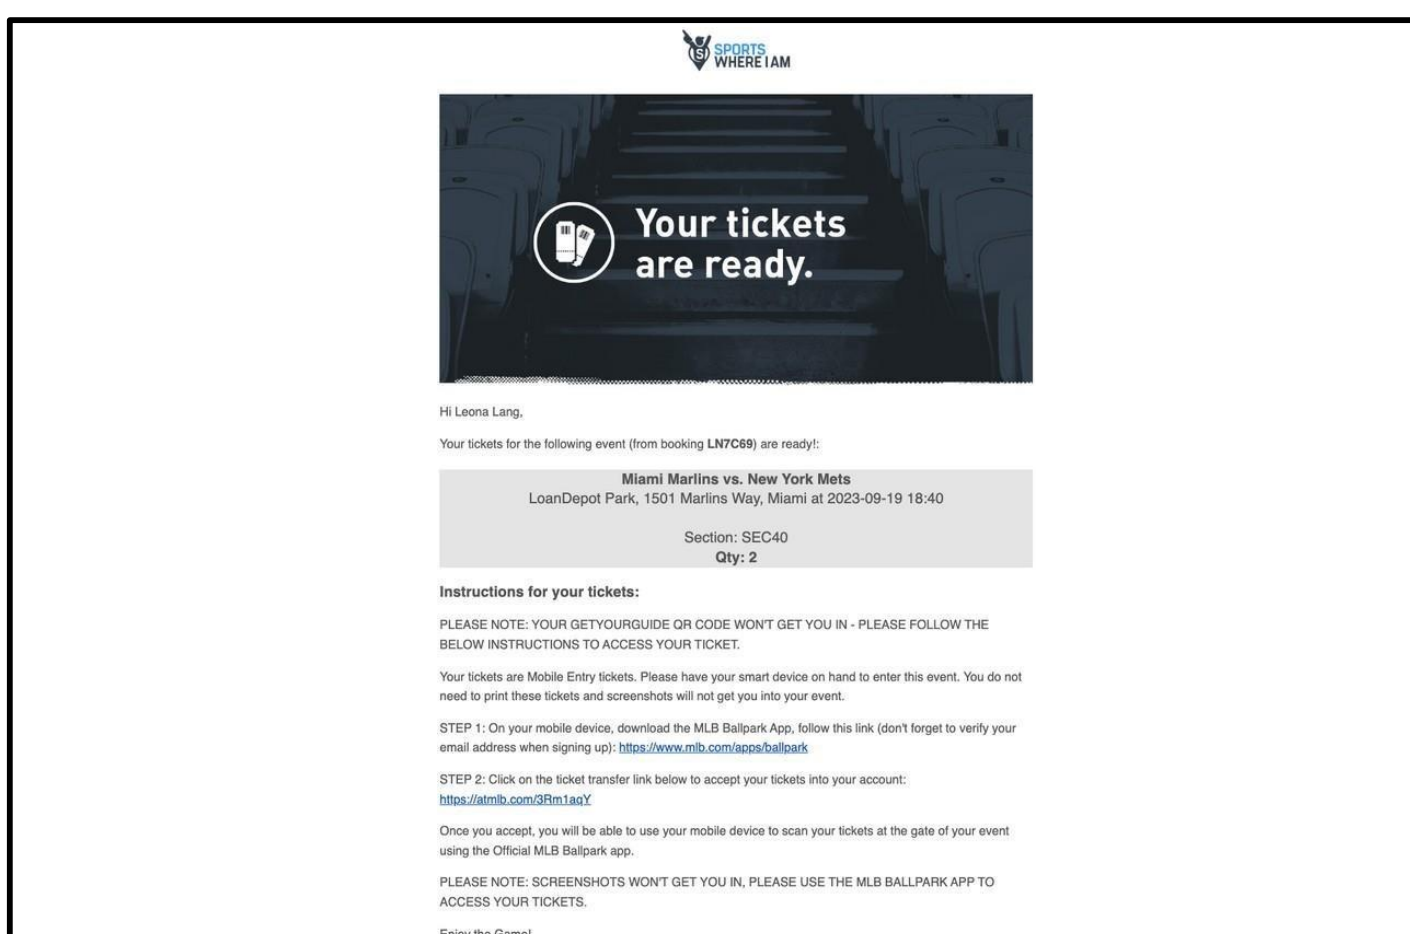 SPORTS
WHERE I AM
Your tickets
are ready.
Hi Leona Lang,
Your tickets for the following event (from booking LN7C69) are ready!:
Miami Marlins vs. New York Mets
LoanDepot Park, 1501 Marlins Way, Miami at 2023-09-19 18:40
Section: SEC40
Qty: 2
Instructions for your tickets:
PLEASE NOTE: YOUR GETYOURGUIDE QR CODE WON'T GET YOU IN - PLEASE FOLLOW THE
BELOW INSTRUCTIONS TO ACCESS YOUR TICKET.
Your tickets are Mobile Entry tickets. Please have your smart device on hand to enter this event. You do not
need to print these tickets and screenshots will not get you into your event.
STEP 1: On your mobile device, download the MLB Ballpark App, follow this link (don't forget to verify your
email address when signing up): https://www.mlb.com/apps/ballpark
STEP 2: Click on the ticket transfer link below to accept your tickets into your account:
https://atmlb.com/3Rm1aqY
Once you accept, you will be able to use your mobile device to scan your tickets at the gate of your event
using the Official MLB Ballpark app.
PLEASE NOTE: SCREENSHOTS WON'T GET YOU IN, PLEASE USE THE MLB BALLPARK APP TO
ACCESS YOUR TICKETS.
Enjoy the Game!